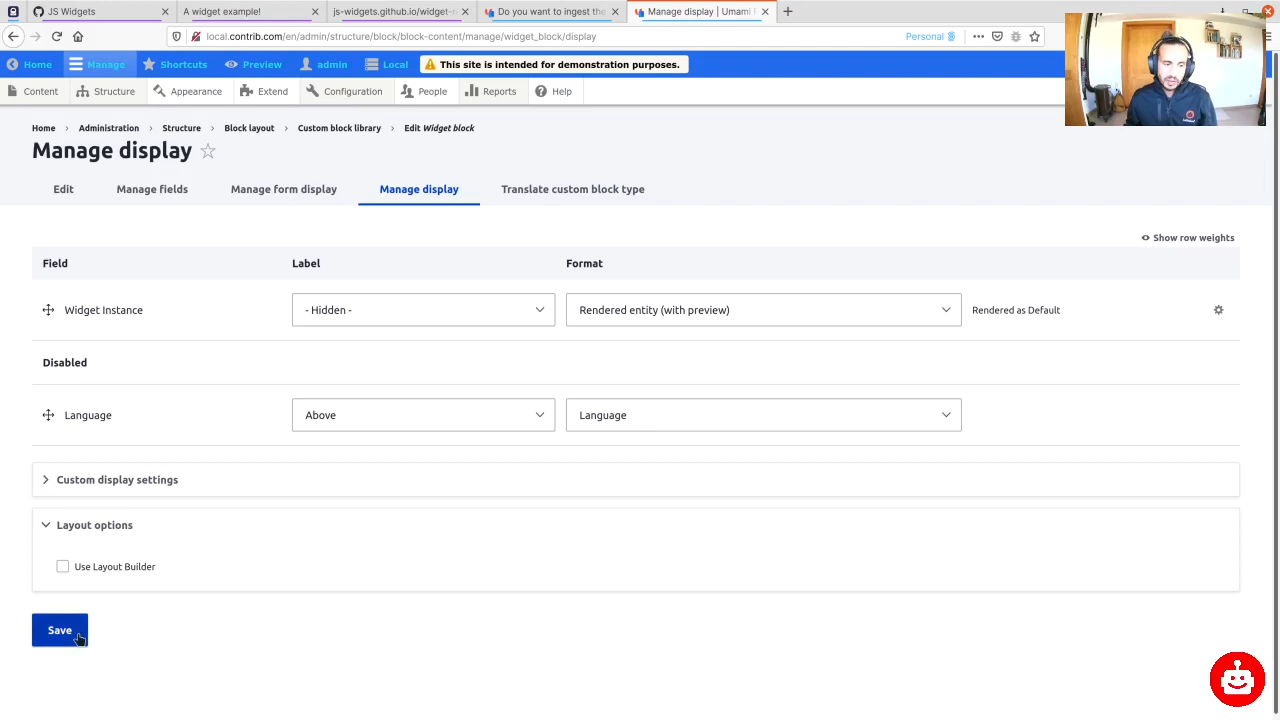 JS Widgets
A widget example!
js-widgets.github.io/widget-r
Do you want to ingest the
Manage display | Umami F
local.contrib.com/en/admin/structure/block/block-content/manage/widget_block/display
Personal
Home
Manage
Shortcuts
Preview
admin
Local
This site is intended for demonstration purposes.
Content
Structure
Appearance
Extend
Configuration
People
Reports
Help
Home › Administration › Structure › Block layout › Custom block library › Edit Widget block
Manage display
Edit
Manage fields
Manage form display
Manage display
Translate custom block type
Show row weights
Field
Label
Format
Widget Instance
- Hidden -
Rendered entity (with preview)
Rendered as Default
Disabled
Language
Above
Language
Custom display settings
Layout options
Use Layout Builder
Save